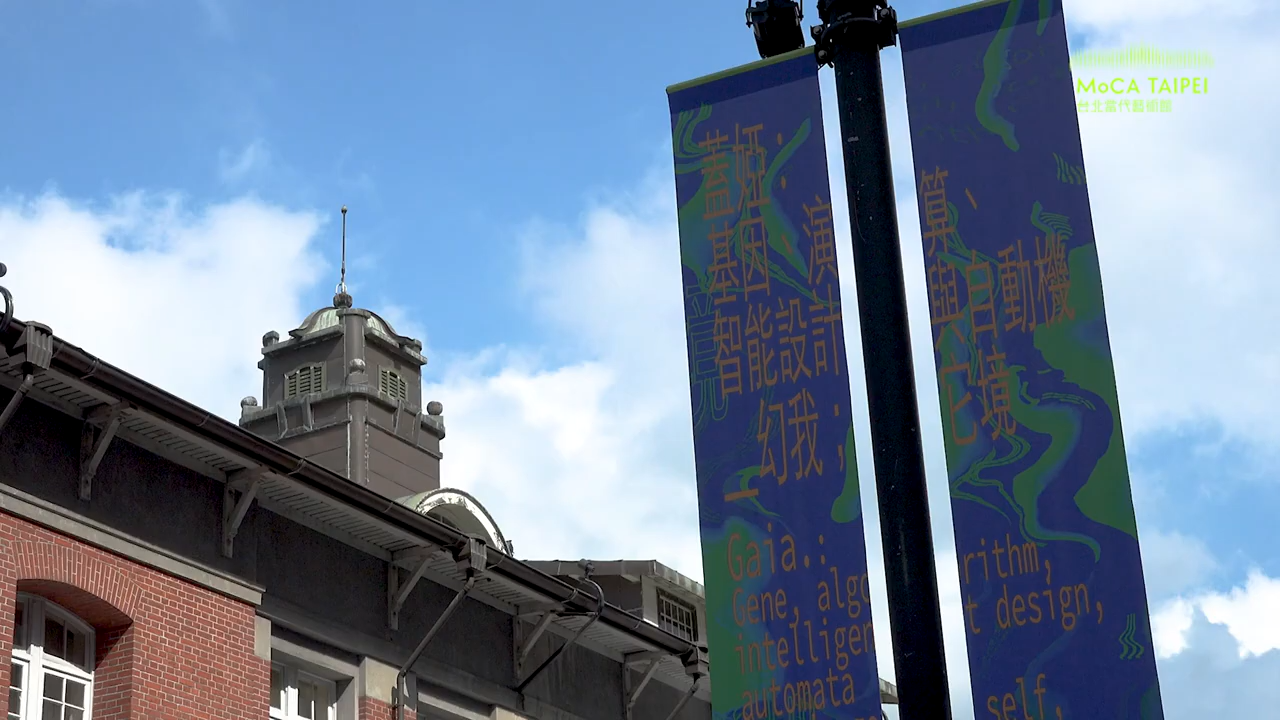 MoCA TAIPEI
台北當代藝術館
蓋婭:
基因、演
智能設計
_幻我;
Gaia.:
Gene, algo
intelligen
automata
算、
與自動機
它境
rithm,
t design,
self,